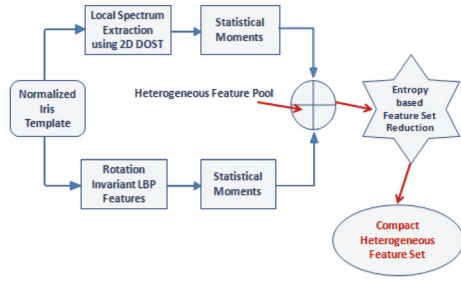 Local Spectrum
Extraction
using 2D DOST
Statistical
Moments
Normalized
Iris
Template
Heterogeneous Feature Pool
Entropy
based
Feature Set
Reduction
Rotation
Invariant LBP
Features
Statistical
Moments
Compact
Heterogeneous
Feature Set